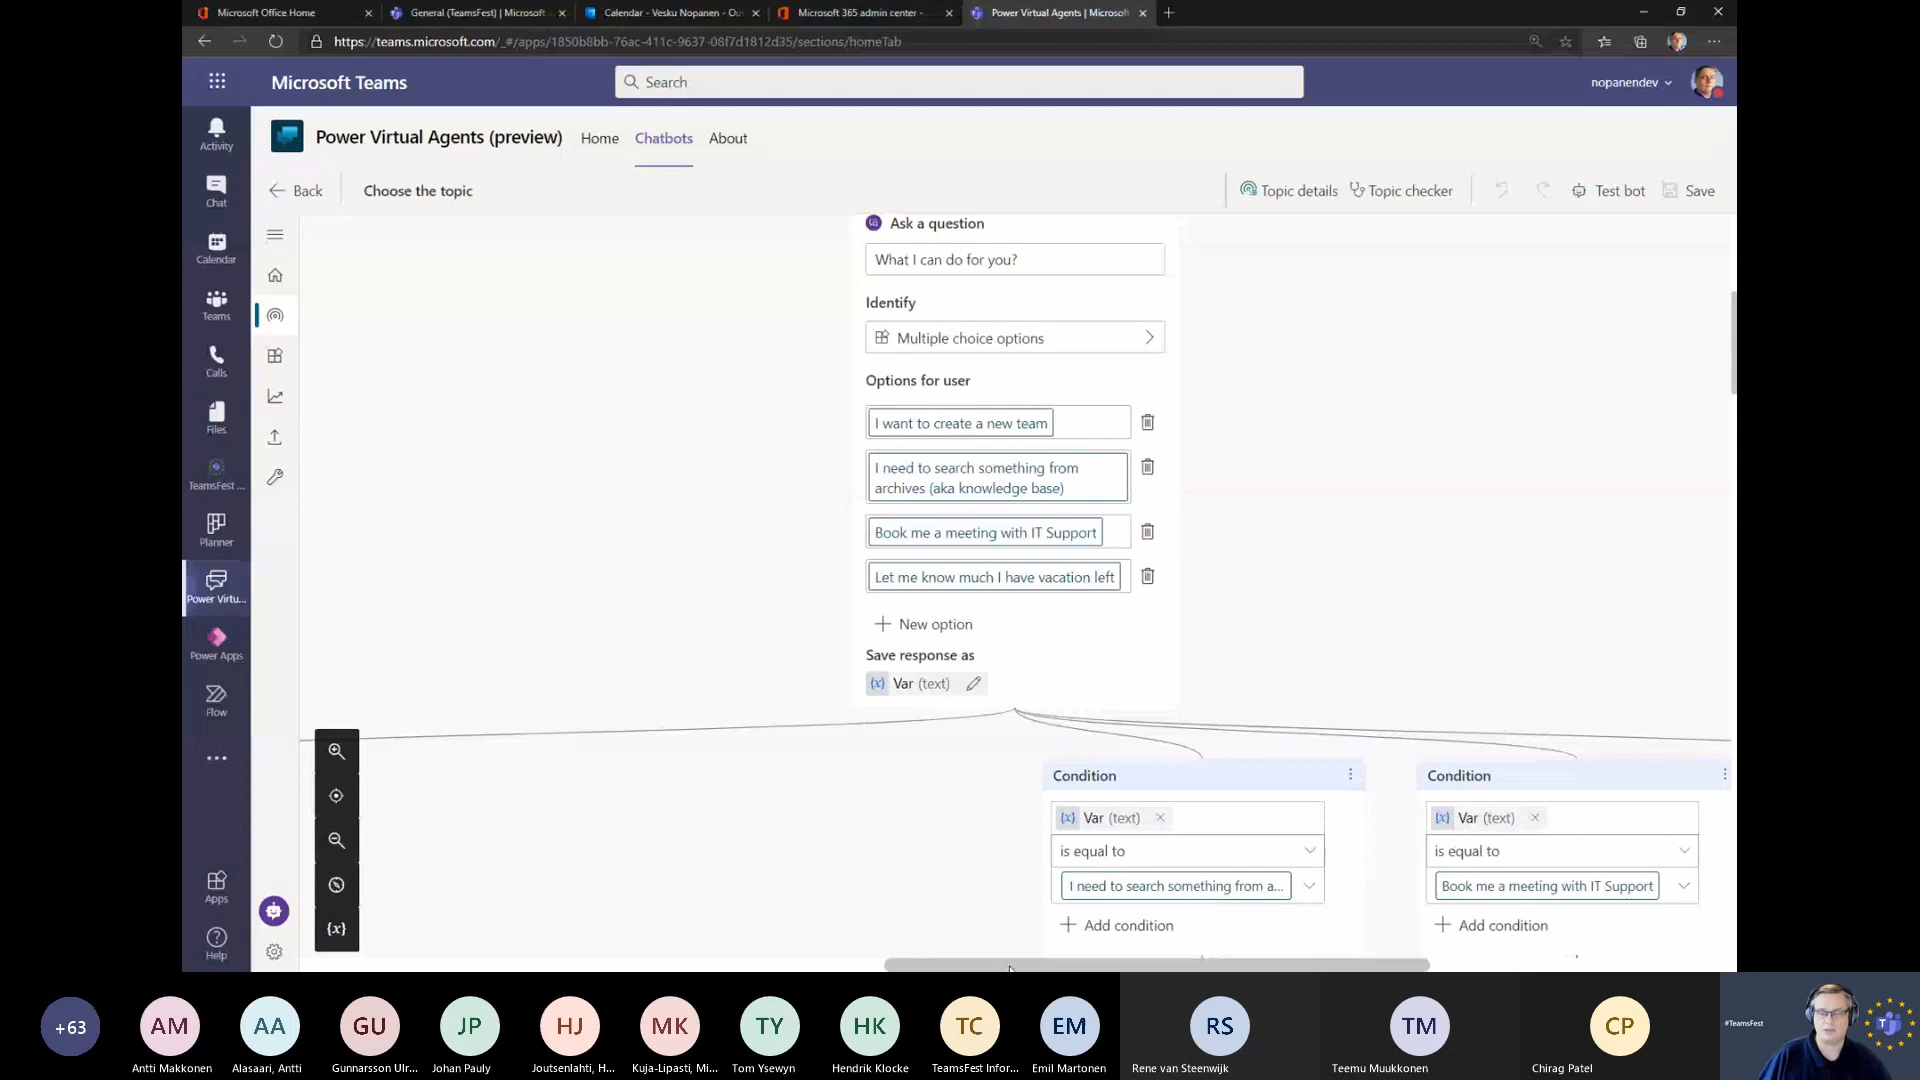 Microsoft Office Home
General (TeamsFest) | Microsoft
Calendar - Vesku Nopanen - Ou
Microsoft 365 admin center -
Power Virtual Agents | Microsof
https://teams.microsoft.com/_#/apps/1850b8bb-76ac-411c-9637-08f7d1812d35/sections/homeTab
Microsoft Teams
Search
nopanendev
Activity
Chat
Calendar
Teams
Calls
Files
TeamsFest ...
Planner
Power Virtu...
Power Apps
Flow
Apps
Help
Power Virtual Agents (preview)
Home
Chatbots
About
Back
Choose the topic
Topic details
Topic checker
Test bot
Save
Ask a question
What I can do for you?
Identify
Multiple choice options
Options for user
I want to create a new team
I need to search something from
archives (aka knowledge base)
Book me a meeting with IT Support
Let me know much I have vacation left
New option
Save response as
{x} Var (text)
{x}
Condition
{x} Var (text)
is equal to
I need to search something from a...
Add condition
Condition
{x} Var (text)
is equal to
Book me a meeting with IT Support
Add condition
+63
AM
Antti Makkonen
AA
Alasaari, Antti
GU
Gunnarsson Ulr...
JP
Johan Pauly
HJ
Joutsenlahti, H...
MK
Kuja-Lipasti, Mi...
TY
Tom Ysewyn
HK
Hendrik Klocke
TC
TeamsFest Infor...
EM
Emil Martonen
RS
Rene van Steenwijk
TM
Teemu Muukkonen
CP
Chirag Patel
#TeamsFest